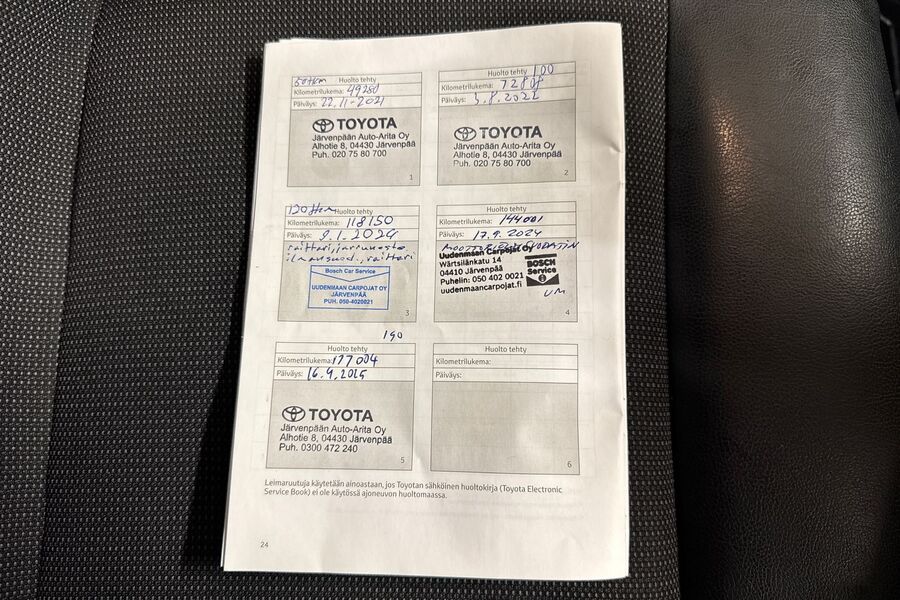 50tkm Huolto tehty
Kilometrilukema: 49280
Päiväys: 22.11-2021
TOYOTA
Järvenpään Auto-Arita Oy
Alhotie 8, 04430 Järvenpää
Puh. 020 75 80 700
1
Huolto tehty 100
Kilometrilukema:
Päiväys: 3.8.2022
TOYOTA
Järvenpään Auto-Arita Oy
Alhotie 8, 04430 Järvenpää
Puh. 020 75 80 700
2
Huolto tehty
Kilometrilukema: 118150
Päiväys: 9.1.2024
Bosch Car Service
UUDENMAAN CARPOJAT OY
JÄRVENPÄÄ
PUH. 050-4020021
3
Huolto tehty
Kilometrilukema: 144001
Päiväys: 17.9.2024
Uudenmaan Carpojat Oy
Wärtsilänkatu 14
04410 Järvenpää
Puhelin: 050 402 0021
uudenmaancarpojat.fi
BOSCH
Service
4
190
Huolto tehty
Kilometrilukema: 177004
Päiväys: 16.9.2025
TOYOTA
Järvenpään Auto-Arita Oy
Alhotie 8, 04430 Järvenpää
Puh. 0300 472 240
5
Huolto tehty
Kilometrilukema:
Päiväys:
6
Leimaruutuja käytetään ainoastaan, jos Toyotan sähköinen huoltokirja (Toyota Electronic
Service Book) ei ole käytössä ajoneuvon huoltomaassa.
24